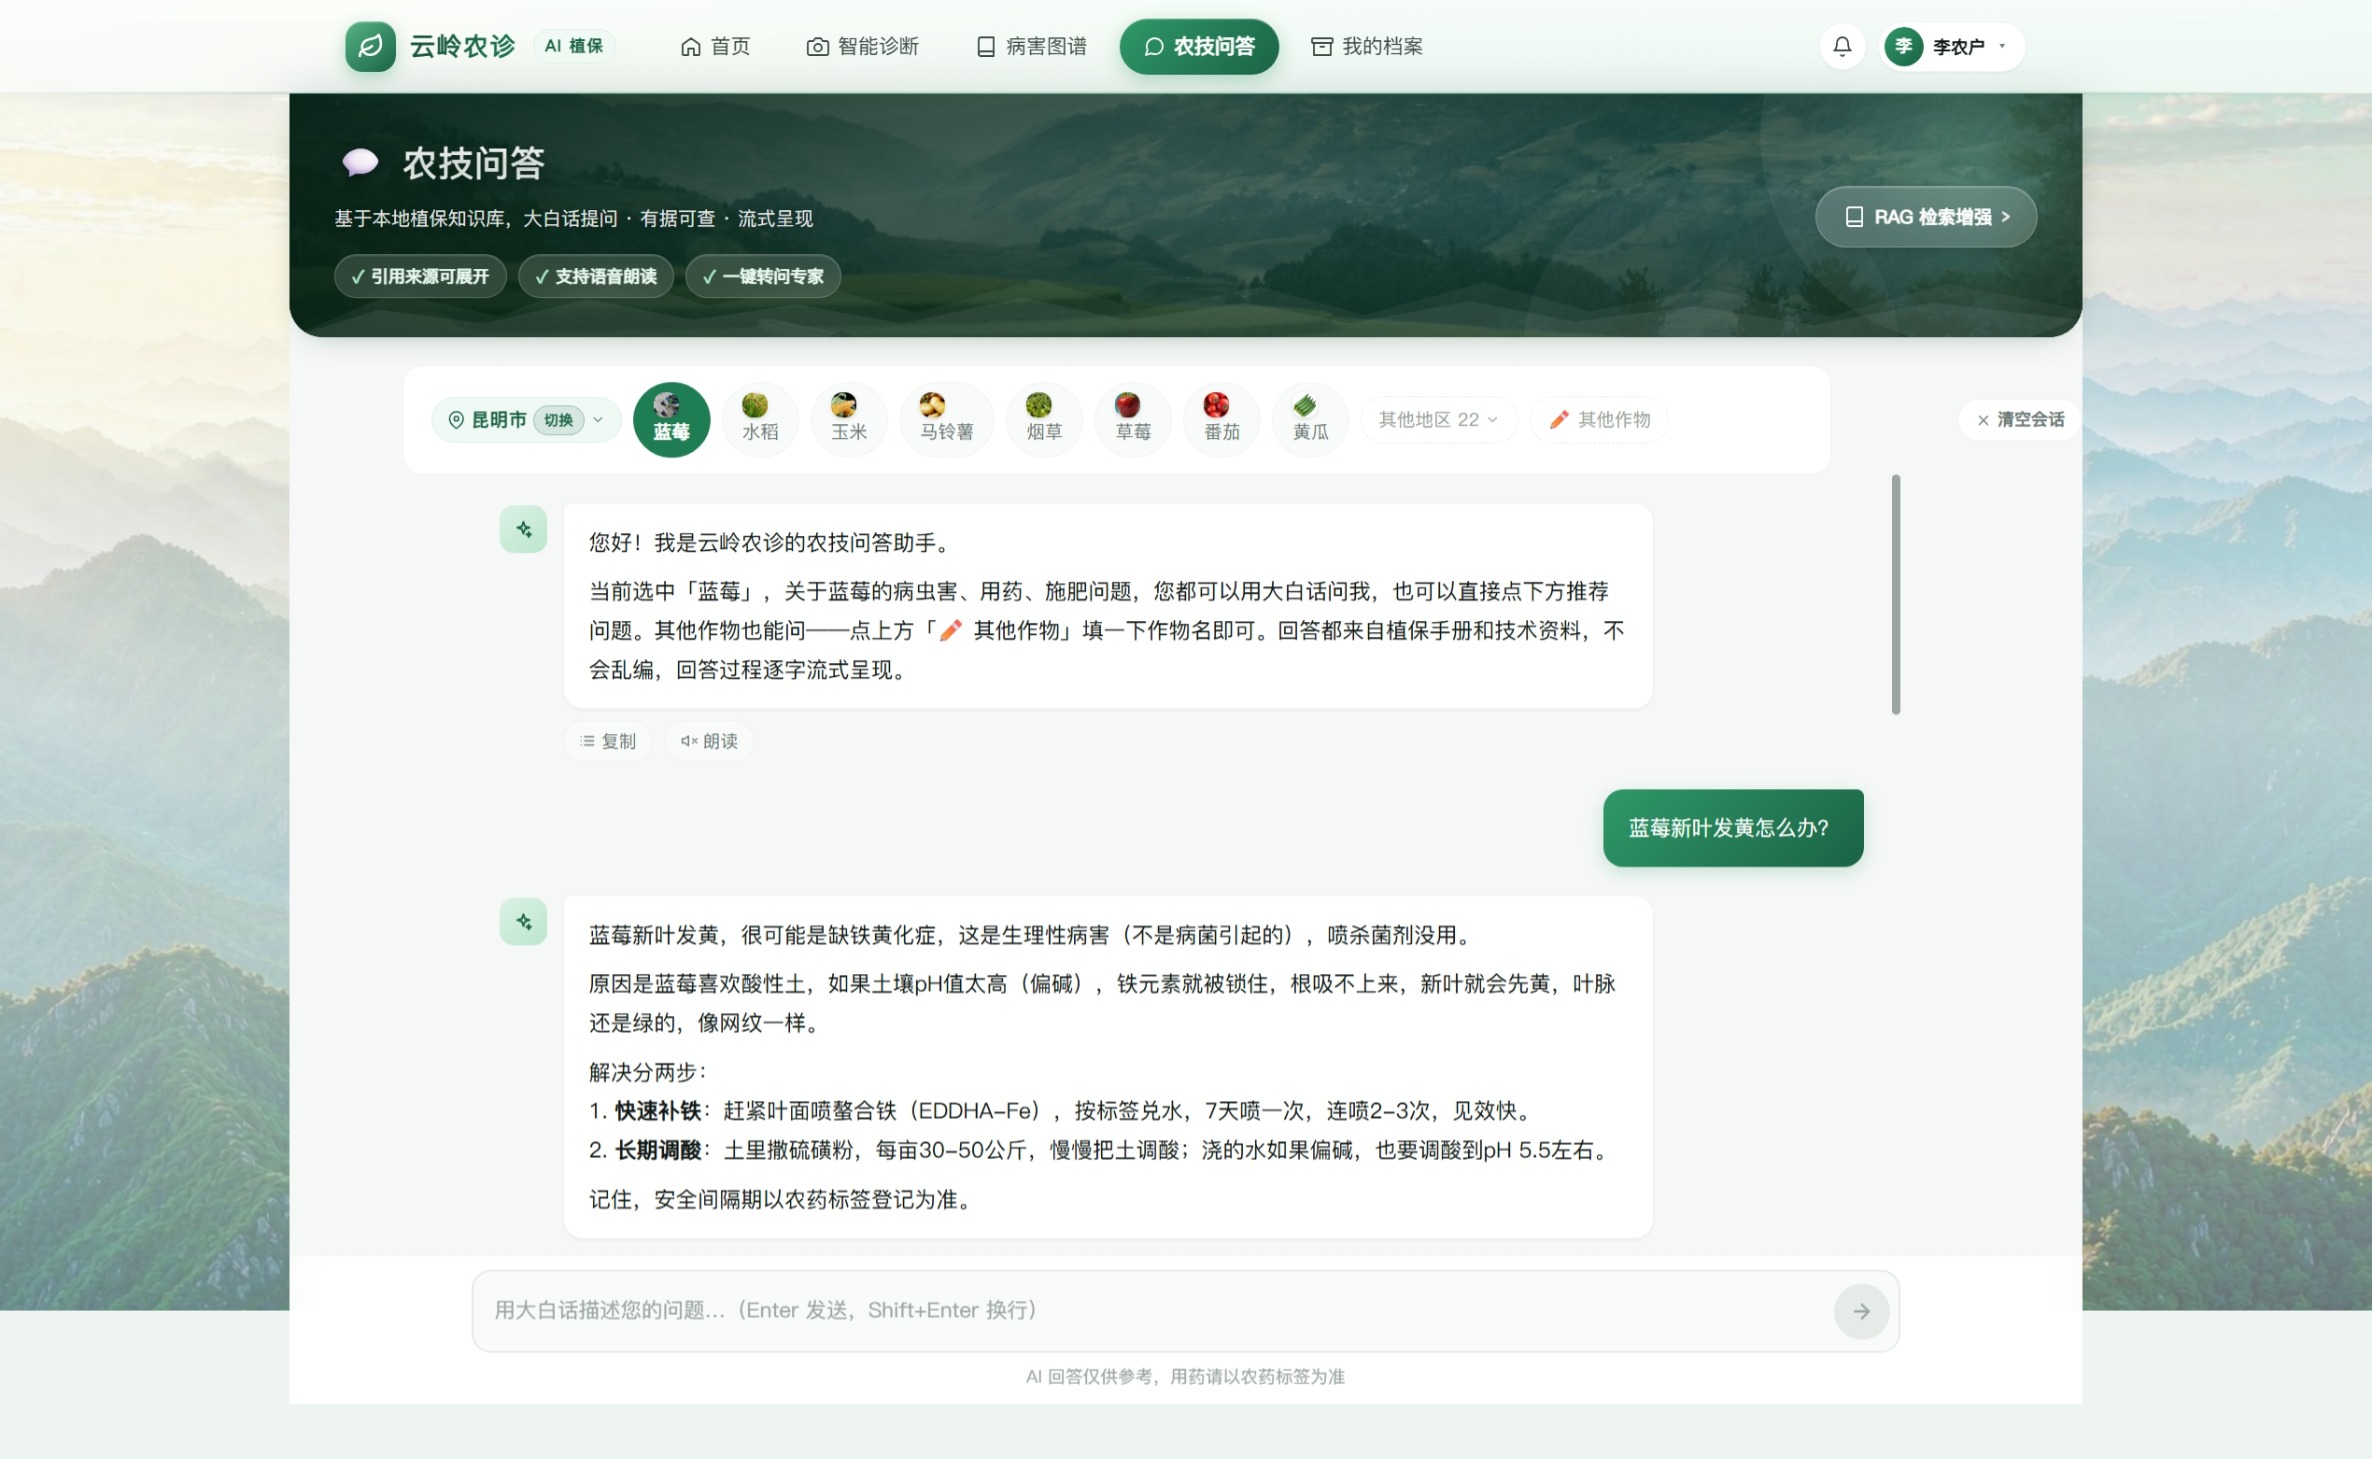 云岭农诊 AI 植保 首页 智能诊断 病害图谱 农技问答 我的档案 李 李农户
农技问答
基于本地植保知识库，大白话提问 · 有据可查 · 流式呈现
RAG 检索增强 >
✓ 引用来源可展开 ✓ 支持语音朗读 ✓ 一键转问专家
昆明市 切换 蓝莓 水稻 玉米 马铃薯 烟草 草莓 番茄 黄瓜 其他地区 22 其他作物 × 清空会话
您好！我是云岭农诊的农技问答助手。
当前选中「蓝莓」，关于蓝莓的病虫害、用药、施肥问题，您都可以用大白话问我，也可以直接点下方推荐
问题。其他作物也能问——点上方「✏️ 其他作物」填一下作物名即可。回答都来自植保手册和技术资料，不
会乱编，回答过程逐字流式呈现。
复制 朗读
蓝莓新叶发黄怎么办？
蓝莓新叶发黄，很可能是缺铁黄化症，这是生理性病害（不是病菌引起的），喷杀菌剂没用。
原因是蓝莓喜欢酸性土，如果土壤pH值太高（偏碱），铁元素就被锁住，根吸不上来，新叶就会先黄，叶脉
还是绿的，像网纹一样。
解决分两步：
1. 快速补铁：赶紧叶面喷螯合铁（EDDHA-Fe），按标签兑水，7天喷一次，连喷2-3次，见效快。
2. 长期调酸：土里撒硫磺粉，每亩30-50公斤，慢慢把土调酸；浇的水如果偏碱，也要调酸到pH 5.5左右。
记住，安全间隔期以农药标签登记为准。
用大白话描述您的问题...（Enter 发送，Shift+Enter 换行）
AI 回答仅供参考，用药请以农药标签为准